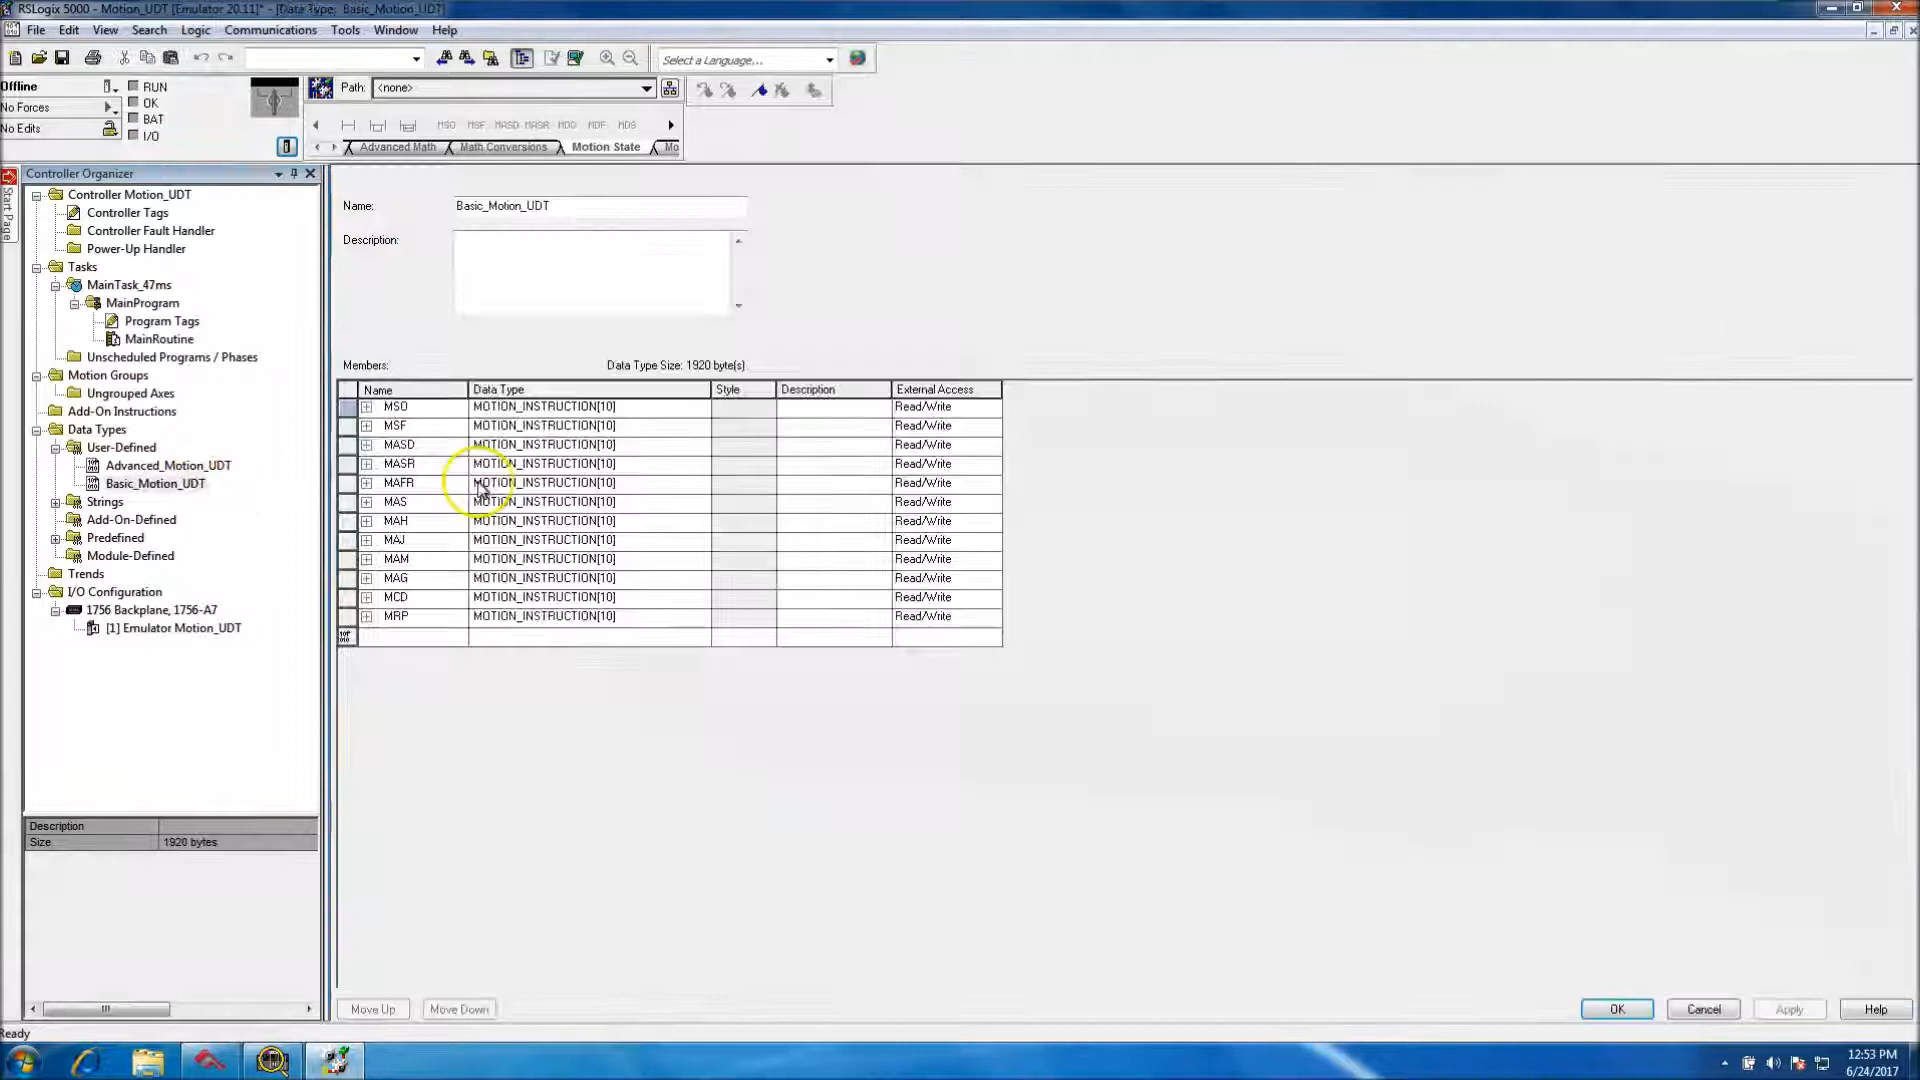 RSLogix 5000 - Motion_UDT [Emulator 20.11]* - [Data Type: Basic_Motion_UDT]
File Edit View Search Logic Communications Tools Window Help
Select a Language...
Offline RUN
No Forces OK
No Edits BAT
I/O
Path: <none>
MSO MSF MASD MASR MDO MDF MDS
Advanced Math Math Conversions Motion State Mo
Start Page
Controller Organizer
Controller Motion_UDT
Controller Tags
Controller Fault Handler
Power-Up Handler
Tasks
MainTask_47ms
MainProgram
Program Tags
MainRoutine
Unscheduled Programs / Phases
Motion Groups
Ungrouped Axes
Add-On Instructions
Data Types
User-Defined
Advanced_Motion_UDT
Basic_Motion_UDT
Strings
Add-On-Defined
Predefined
Module-Defined
Trends
I/O Configuration
1756 Backplane, 1756-A7
[1] Emulator Motion_UDT
Description
Size 1920 bytes
Name: Basic_Motion_UDT
Description:
Members: Data Type Size: 1920 byte(s)
Name Data Type Style Description External Access
MSO MOTION_INSTRUCTION[10] Read/Write
MSF MOTION_INSTRUCTION[10] Read/Write
MASD MOTION_INSTRUCTION[10] Read/Write
MASR MOTION_INSTRUCTION[10] Read/Write
MAFR MOTION_INSTRUCTION[10] Read/Write
MAS MOTION_INSTRUCTION[10] Read/Write
MAH MOTION_INSTRUCTION[10] Read/Write
MAJ MOTION_INSTRUCTION[10] Read/Write
MAM MOTION_INSTRUCTION[10] Read/Write
MAG MOTION_INSTRUCTION[10] Read/Write
MCD MOTION_INSTRUCTION[10] Read/Write
MRP MOTION_INSTRUCTION[10] Read/Write
Move Up Move Down OK Cancel Apply Help
Ready
12:53 PM
6/24/2017